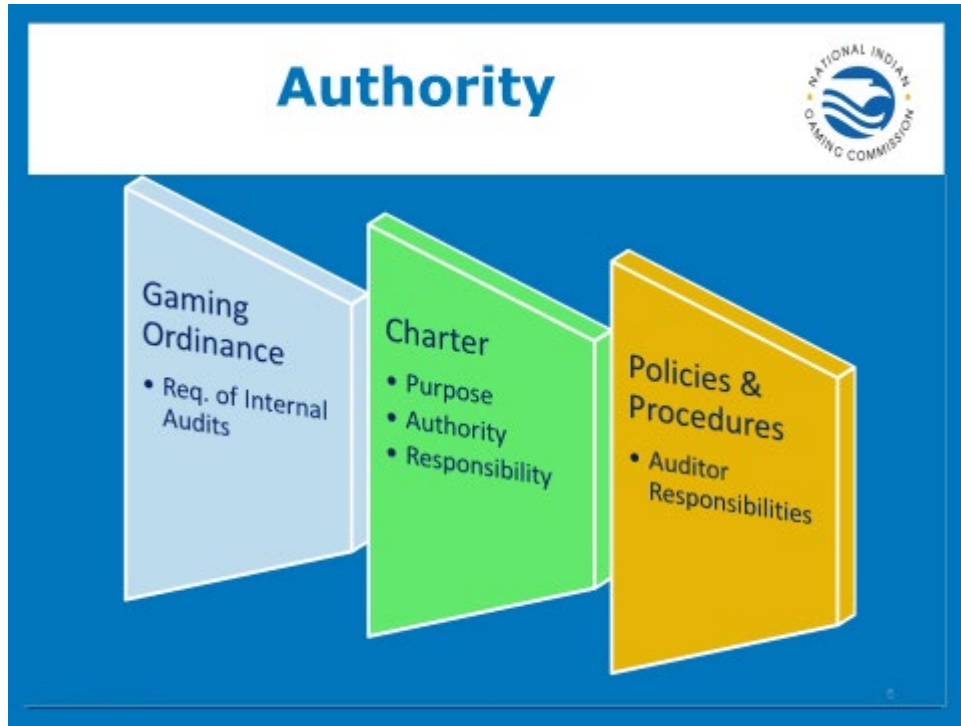 Authority
NATIONAL INDIAN
GAMING COMMISSION
Gaming
Ordinance
• Req. of Internal
Audits
Charter
• Purpose
• Authority
• Responsibility
Policies &
Procedures
• Auditor
Responsibilities